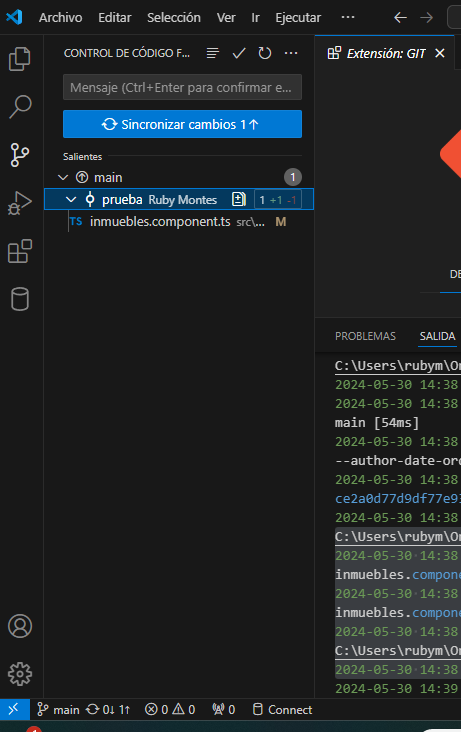 Archivo Editar Selección Ver Ir Ejecutar ···
CONTROL DE CÓDIGO F...
Extensión: GIT
Mensaje (Ctrl+Enter para confirmar e...
Sincronizar cambios 1↑
Salientes
main 1
prueba Ruby Montes 1 +1 -1
TS inmuebles.component.ts src\... M
DE
PROBLEMAS SALIDA
C:\Users\rubym\On
2024-05-30 14:38
2024-05-30 14:38
main [54ms]
2024-05-30 14:38
--author-date-ord
2024-05-30 14:38
ce2a0d77d9df77e93
2024-05-30 14:38
C:\Users\rubym\On
2024-05-30 14:38
inmuebles.compone
2024-05-30 14:38
inmuebles.compone
2024-05-30 14:38
C:\Users\rubym\On
2024-05-30 14:38
2024-05-30 14:39
main 0↓ 1↑ 0 0 0 Connect